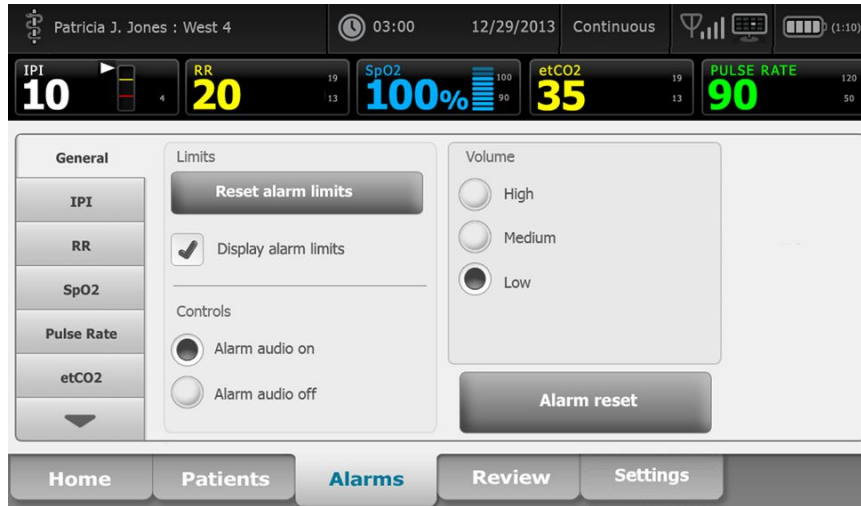 Patricia J. Jones : West 4
03:00
12/29/2013
Continuous
(1:10)
IPI
10
4
RR
20
19
13
SpO2
100%
100
90
etCO2
35
19
13
PULSE RATE
90
120
50
General
IPI
RR
SpO2
Pulse Rate
etCO2
Limits
Reset alarm limits
Display alarm limits
Controls
Alarm audio on
Alarm audio off
Volume
High
Medium
Low
Alarm reset
Home
Patients
Alarms
Review
Settings